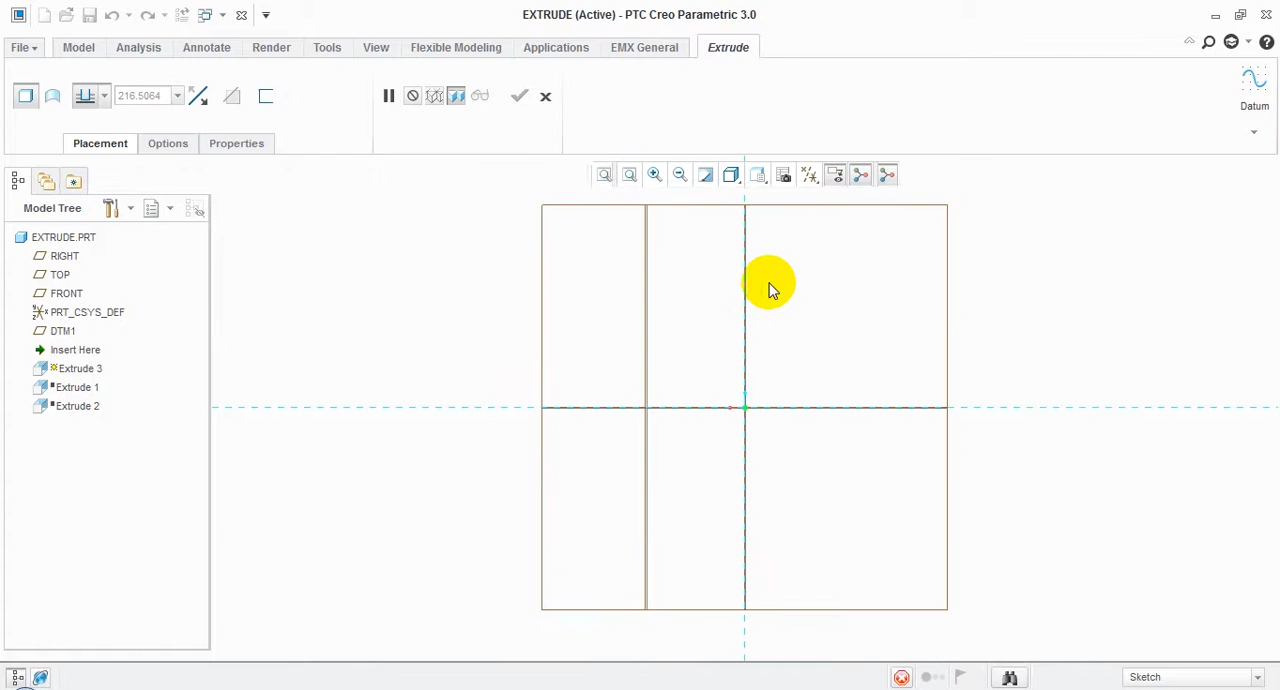 EXTRUDE (Active) - PTC Creo Parametric 3.0
File Model Analysis Annotate Render Tools View Flexible Modeling Applications EMX General Extrude
216.5064
Datum
Placement Options Properties
Model Tree
EXTRUDE.PRT
RIGHT
TOP
FRONT
PRT_CSYS_DEF
DTM1
Insert Here
Extrude 3
Extrude 1
Extrude 2
Sketch